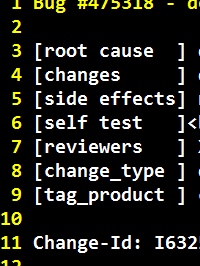 1 Bug #475318 - d
2
3 [root cause  ]
4 [changes     ]
5 [side effects]
6 [self test   ]<
7 [reviewers   ]
8 [change_type ]
9 [tag_product ]
10
11 Change-Id: I632
12